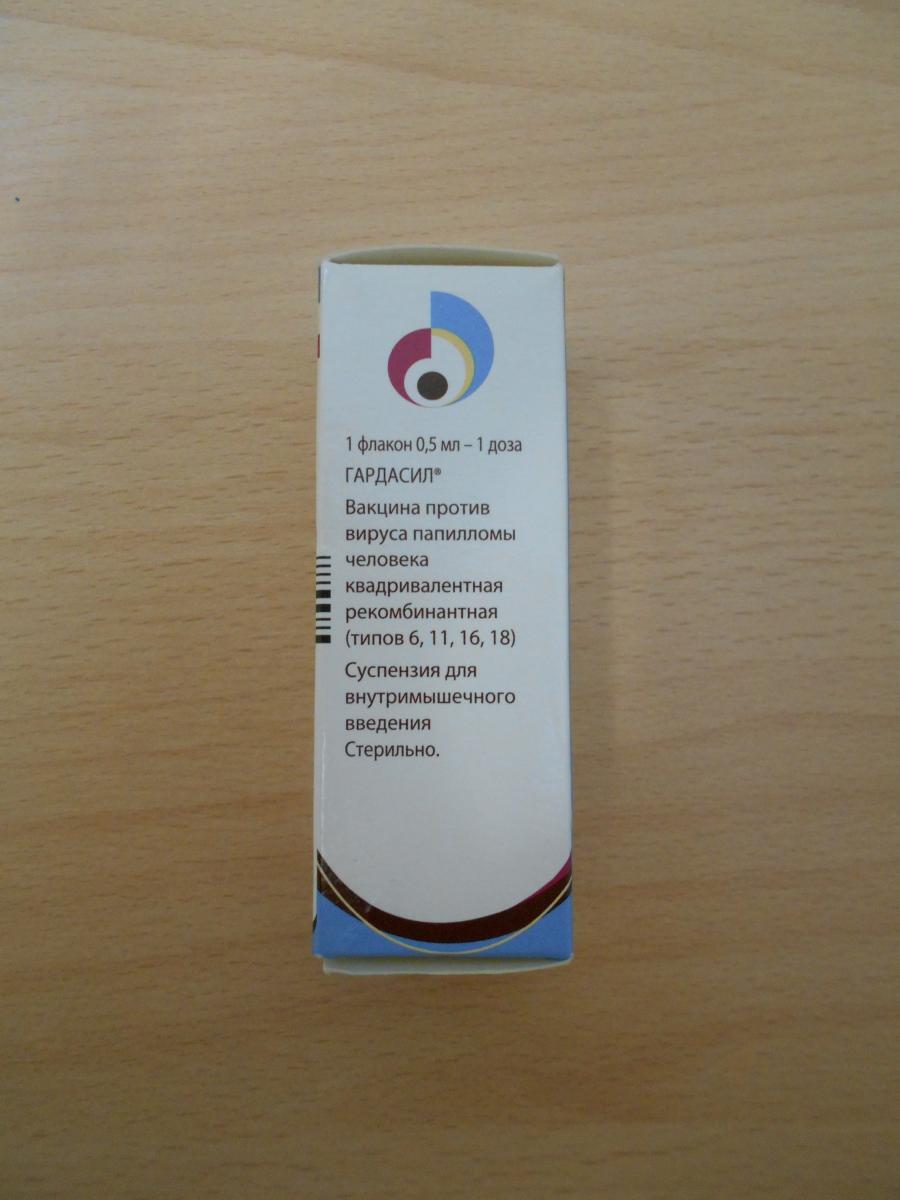 1 флакон 0,5 мл – 1 доза
ГАРДАСИЛ®
Вакцина против
вируса папилломы
человека
квадривалентная
рекомбинантная
(типов 6, 11, 16, 18)
Суспензия для
внутримышечного
введения
Стерильно.